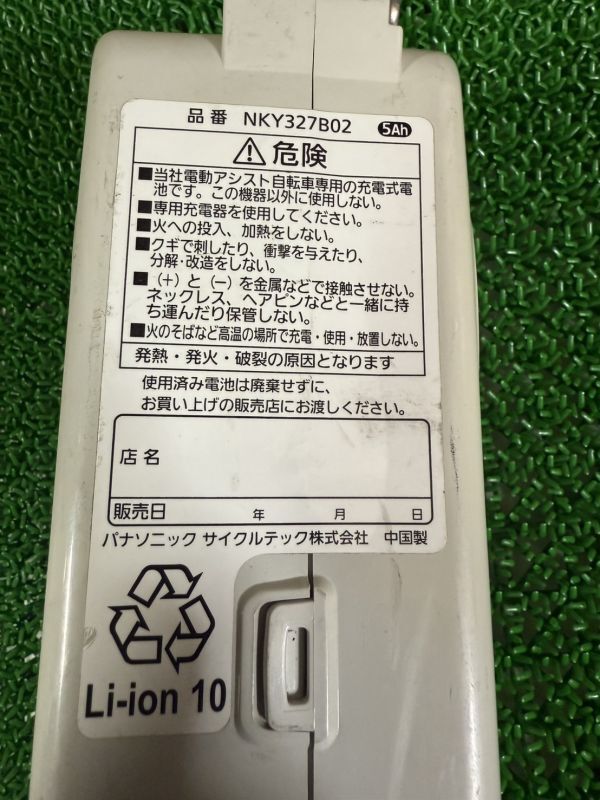 品番 NKY327B02 5Ah
危険
■当社電動アシスト自転車専用の充電式電
池です。この機器以外に使用しない。
■専用充電器を使用してください。
■火への投入、加熱をしない。
■クギで刺したり、衝撃を与えたり、
分解・改造をしない。
■(+)と(−)を金属などで接触させない。
ネックレス、ヘアピンなどと一緒に持
ち運んだり保管しない。
■火のそばなど高温の場所で充電・使用・放置しない。
発熱・発火・破裂の原因となります
使用済み電池は廃棄せずに、
お買い上げの販売店にお渡しください。
店名
販売日 年 月 日
パナソニック サイクルテック株式会社 中国製
Li-ion 10